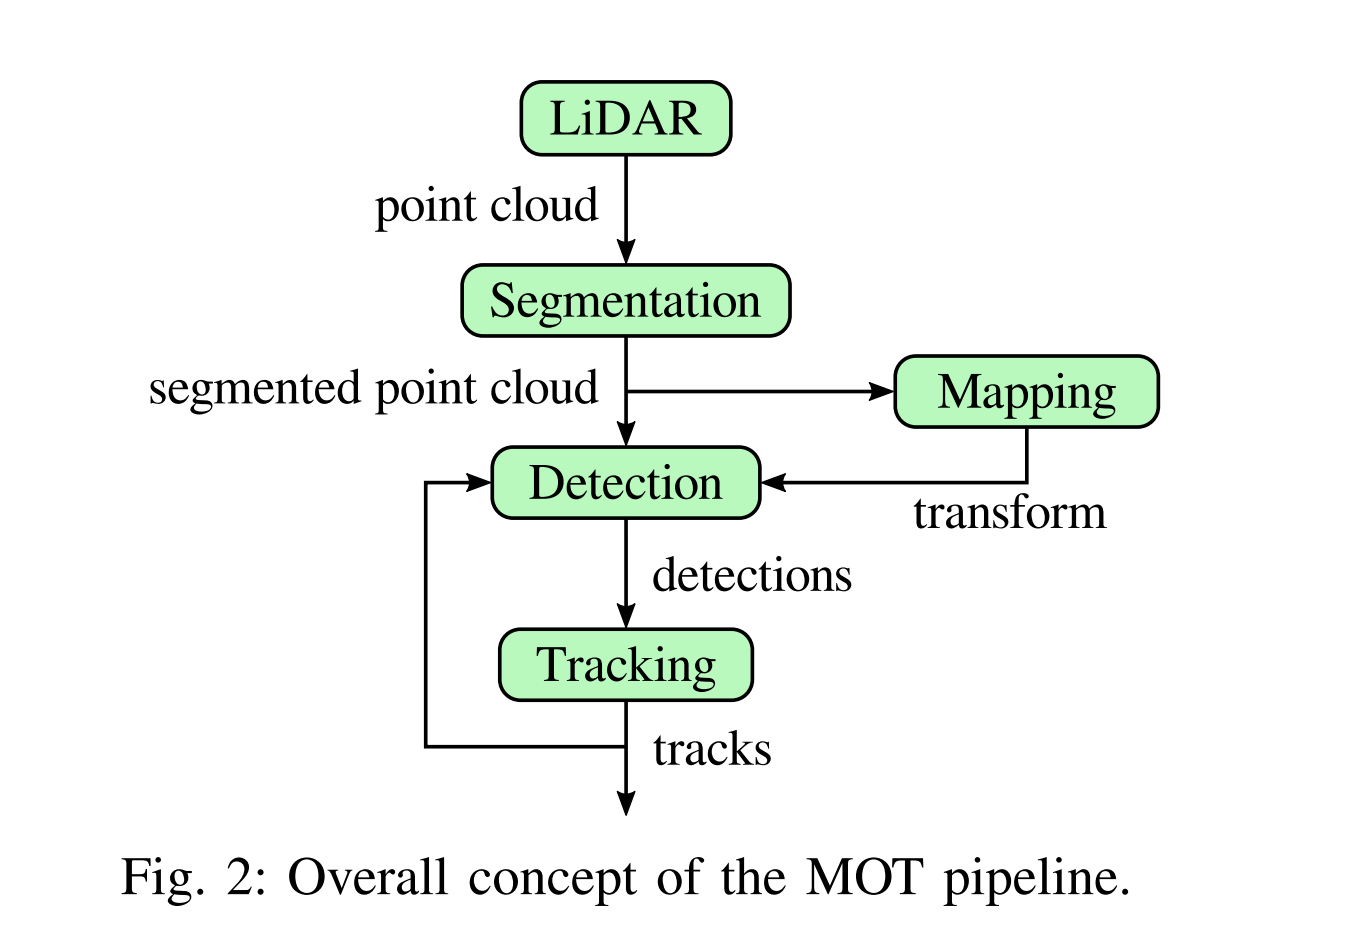 LiDAR
point cloud
Segmentation
segmented point cloud
Mapping
Detection
transform
detections
Tracking
tracks
Fig. 2: Overall concept of the MOT pipeline.